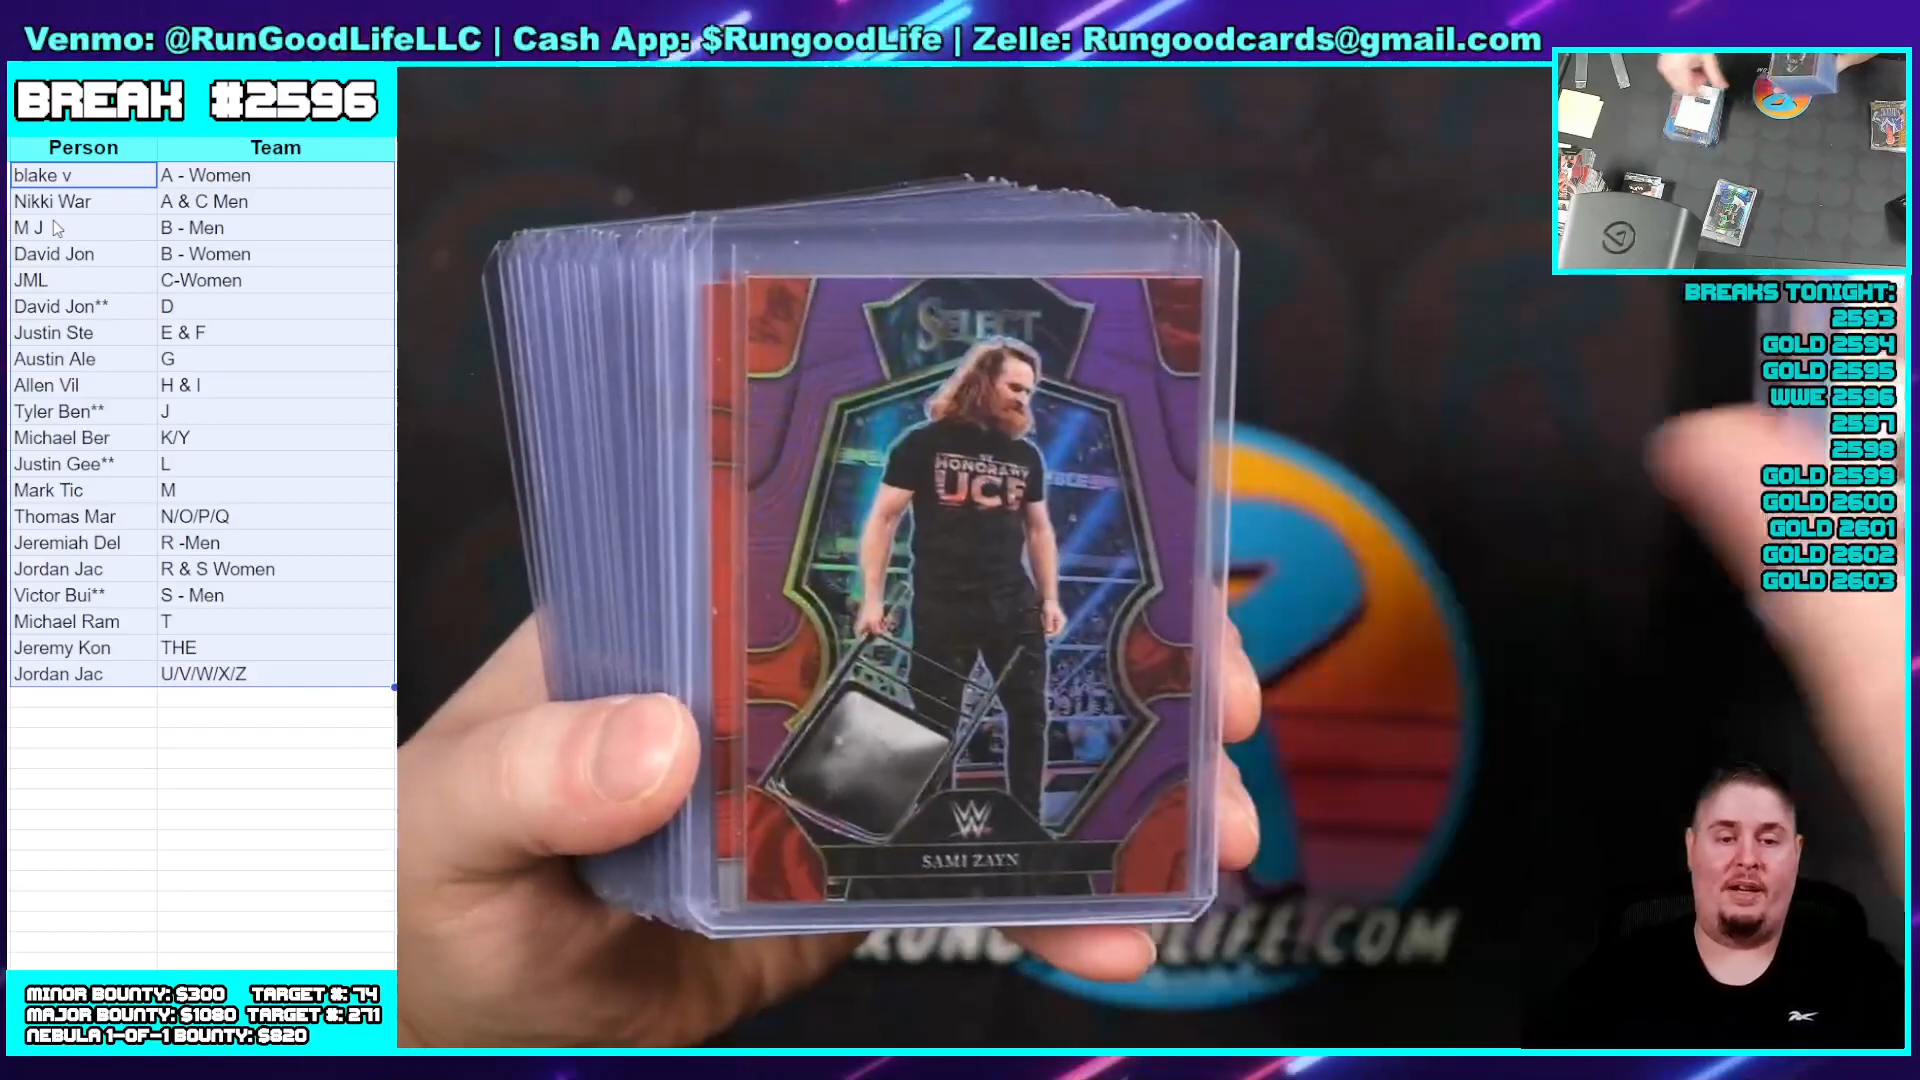 Venmo: @RunGoodLifeLLC | Cash App: $RungoodLife | Zelle: Rungoodcards@gmail.com
BREAK #2596
Person Team
blake v A - Women
Nikki War A & C Men
M J B - Men
David Jon B - Women
JML C-Women
David Jon** D
Justin Ste E & F
Austin Ale G
Allen Vil H & I
Tyler Ben** J
Michael Ber K/Y
Justin Gee** L
Mark Tic M
Thomas Mar N/O/P/Q
Jeremiah Del R -Men
Jordan Jac R & S Women
Victor Bui** S - Men
Michael Ram T
Jeremy Kon THE
Jordan Jac U/V/W/X/Z
MINOR BOUNTY: $300 TARGET #: 74
MAJOR BOUNTY: $1080 TARGET #: 271
NEBULA 1-OF-1 BOUNTY: $820
SELECT
HONORARY
UCE
W
SAMI ZAYN
BREAKS TONIGHT:
2593
GOLD 2594
GOLD 2595
WWE 2596
2597
2598
GOLD 2599
GOLD 2600
GOLD 2601
GOLD 2602
GOLD 2603